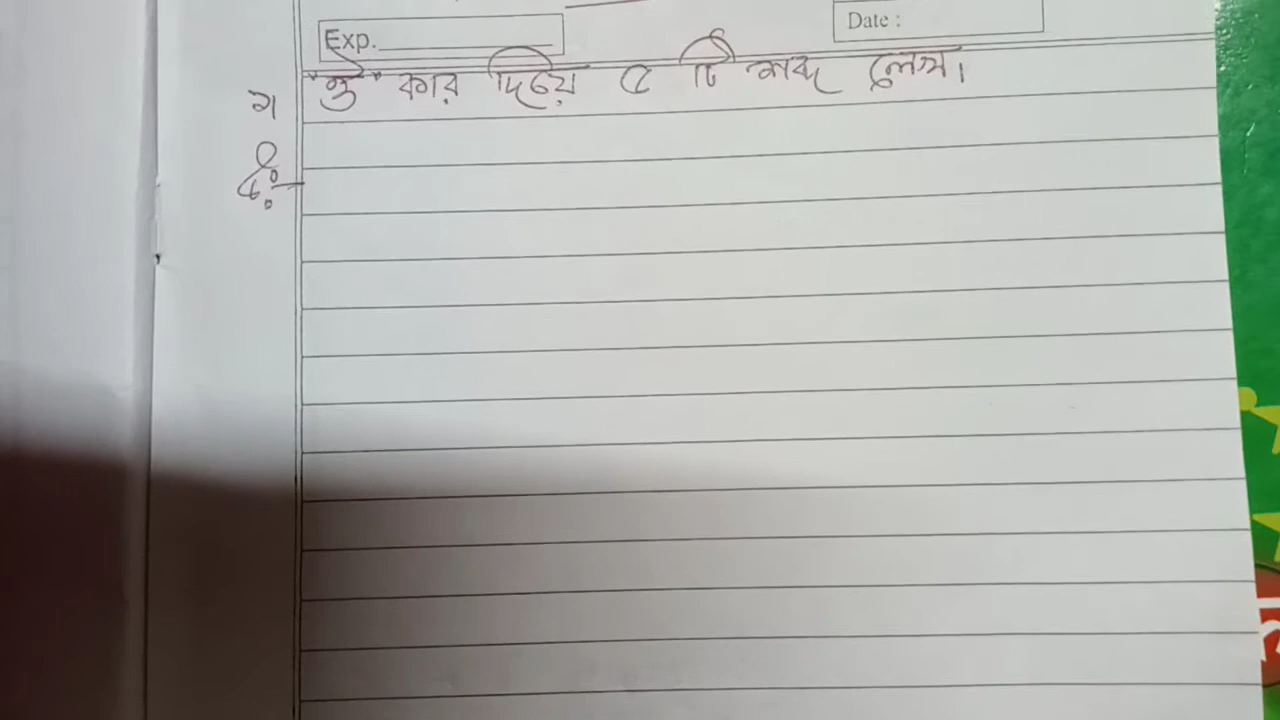 Date :
Exp.
গ "উ" কার দিয়ে ৫ টি শব্দ লেখ।
উঃ-